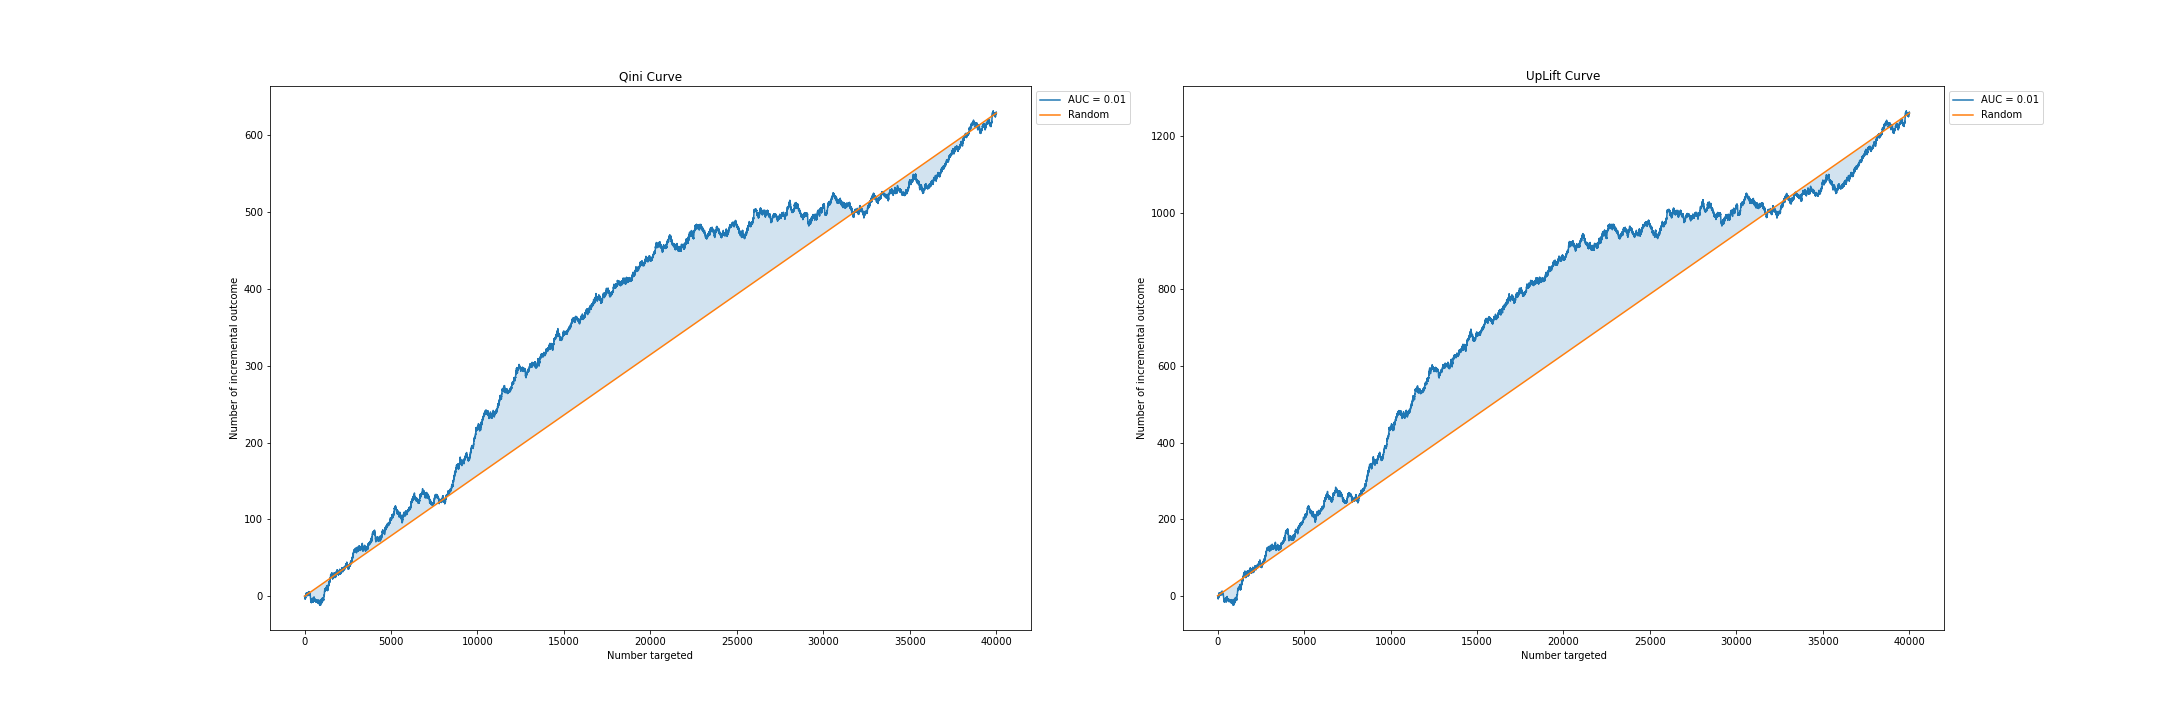 Qini Curve
AUC = 0.01
Random
600
500
400
300
200
100
0
Number of incremental outcome
0 5000 10000 15000 20000 25000 30000 35000 40000
Number targeted
UpLift Curve
AUC = 0.01
Random
1200
1000
800
600
400
200
0
Number of incremental outcome
0 5000 10000 15000 20000 25000 30000 35000 40000
Number targeted